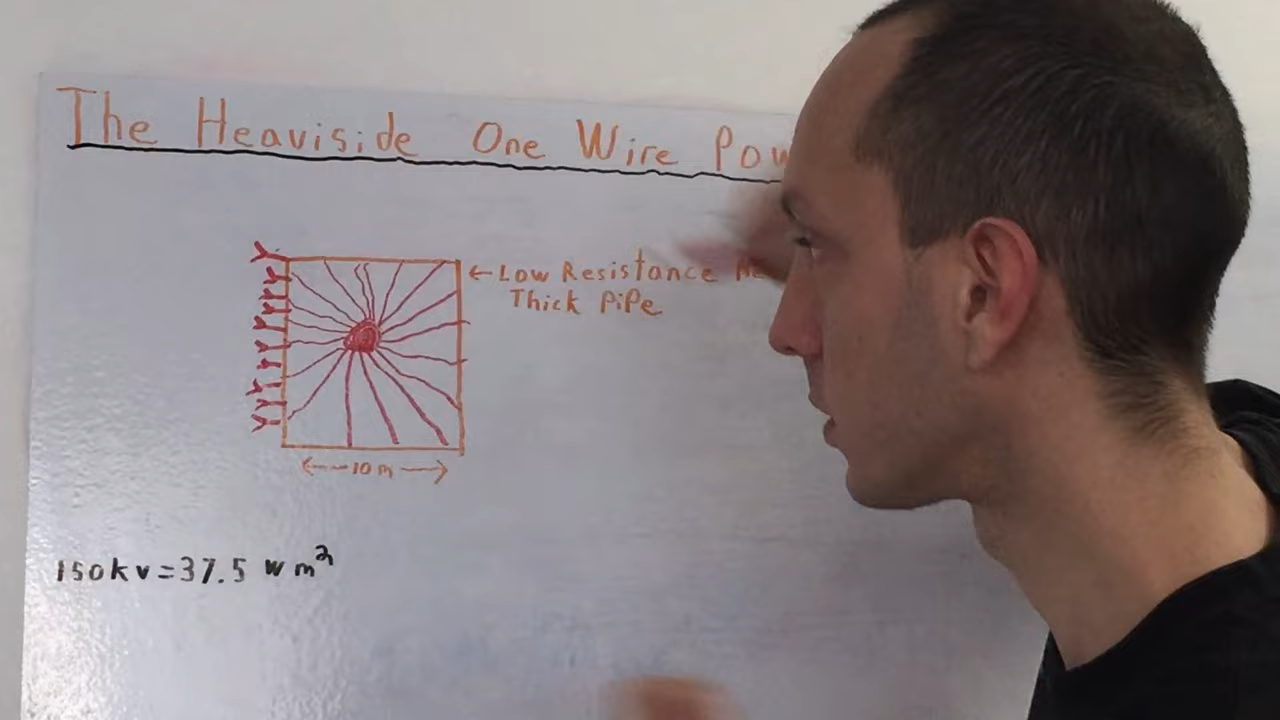 The Heaviside One Wire Pow
←Low Resistance
Thick PiPe
←10 m→
150kv=37.5 w m²